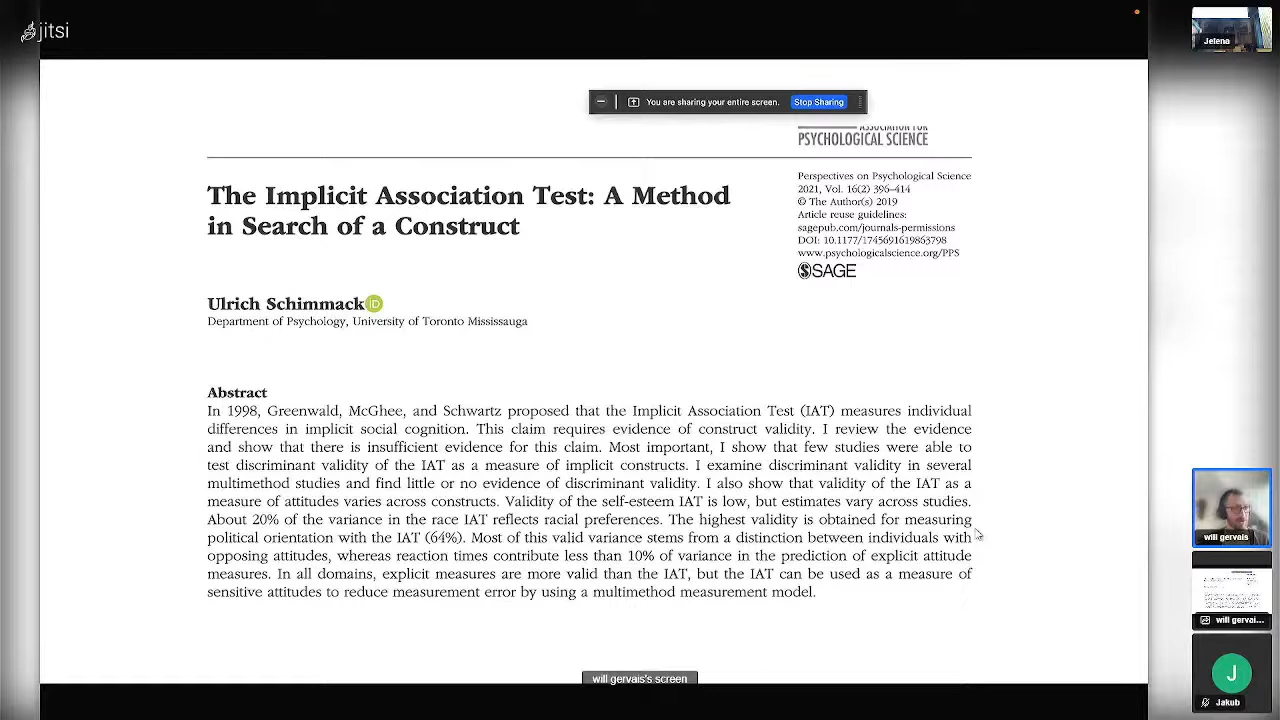 jitsi
Jelena
You are sharing your entire screen. Stop Sharing
ASSOCIATION FOR
PSYCHOLOGICAL SCIENCE
The Implicit Association Test: A Method
in Search of a Construct
Perspectives on Psychological Science
2021, Vol. 16(2) 396–414
© The Author(s) 2019
Article reuse guidelines:
sagepub.com/journals-permissions
DOI: 10.1177/1745691619863798
www.psychologicalscience.org/PPS
SAGE
Ulrich Schimmack iD
Department of Psychology, University of Toronto Mississauga
Abstract
In 1998, Greenwald, McGhee, and Schwartz proposed that the Implicit Association Test (IAT) measures individual
differences in implicit social cognition. This claim requires evidence of construct validity. I review the evidence
and show that there is insufficient evidence for this claim. Most important, I show that few studies were able to
test discriminant validity of the IAT as a measure of implicit constructs. I examine discriminant validity in several
multimethod studies and find little or no evidence of discriminant validity. I also show that validity of the IAT as a
measure of attitudes varies across constructs. Validity of the self-esteem IAT is low, but estimates vary across studies.
About 20% of the variance in the race IAT reflects racial preferences. The highest validity is obtained for measuring
political orientation with the IAT (64%). Most of this valid variance stems from a distinction between individuals with
opposing attitudes, whereas reaction times contribute less than 10% of variance in the prediction of explicit attitude
measures. In all domains, explicit measures are more valid than the IAT, but the IAT can be used as a measure of
sensitive attitudes to reduce measurement error by using a multimethod measurement model.
will gervais
will gervai...
will gervais's screen
J
Jakub